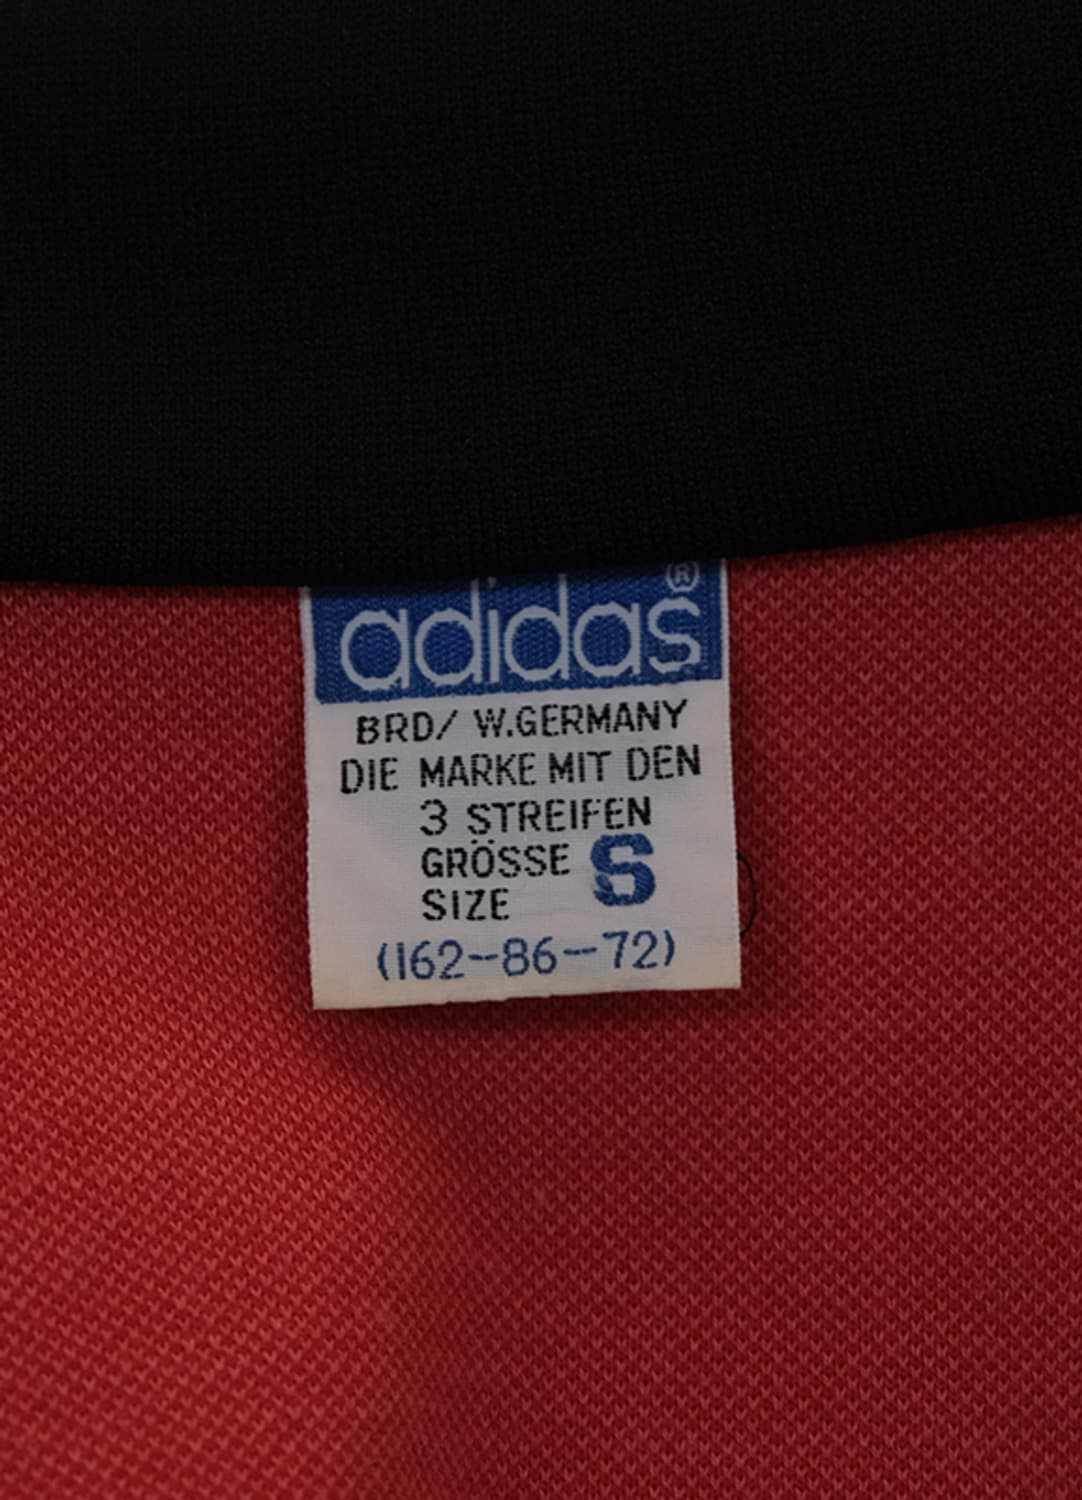 adidas®
BRD/ W.GERMANY
DIE MARKE MIT DEN
3 STREIFEN
GRÖSSE S
SIZE
(162-86-72)